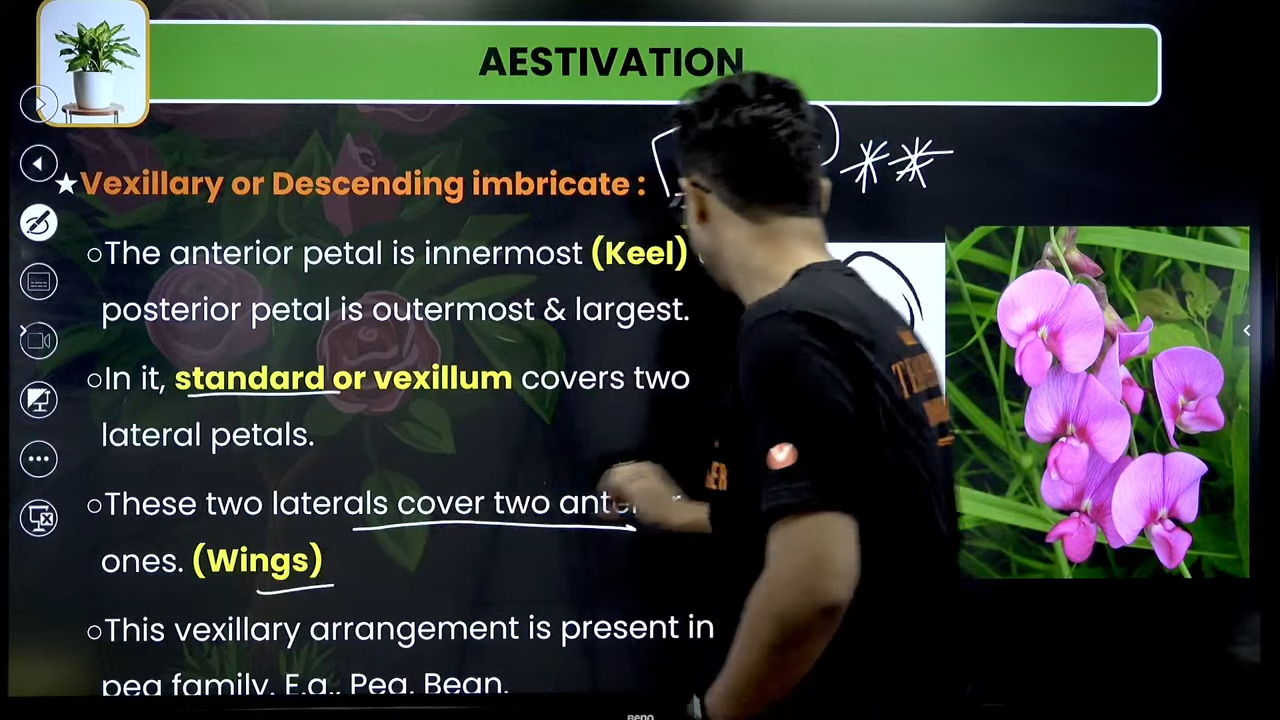 AESTIVATION
★Vexillary or Descending imbricate :
○The anterior petal is innermost (Keel)
posterior petal is outermost & largest.
○In it, standard or vexillum covers two
lateral petals.
○These two laterals cover two
ones. (Wings)
○This vexillary arrangement is present in
pea family. E.g., Pea, Bean.
BenQ